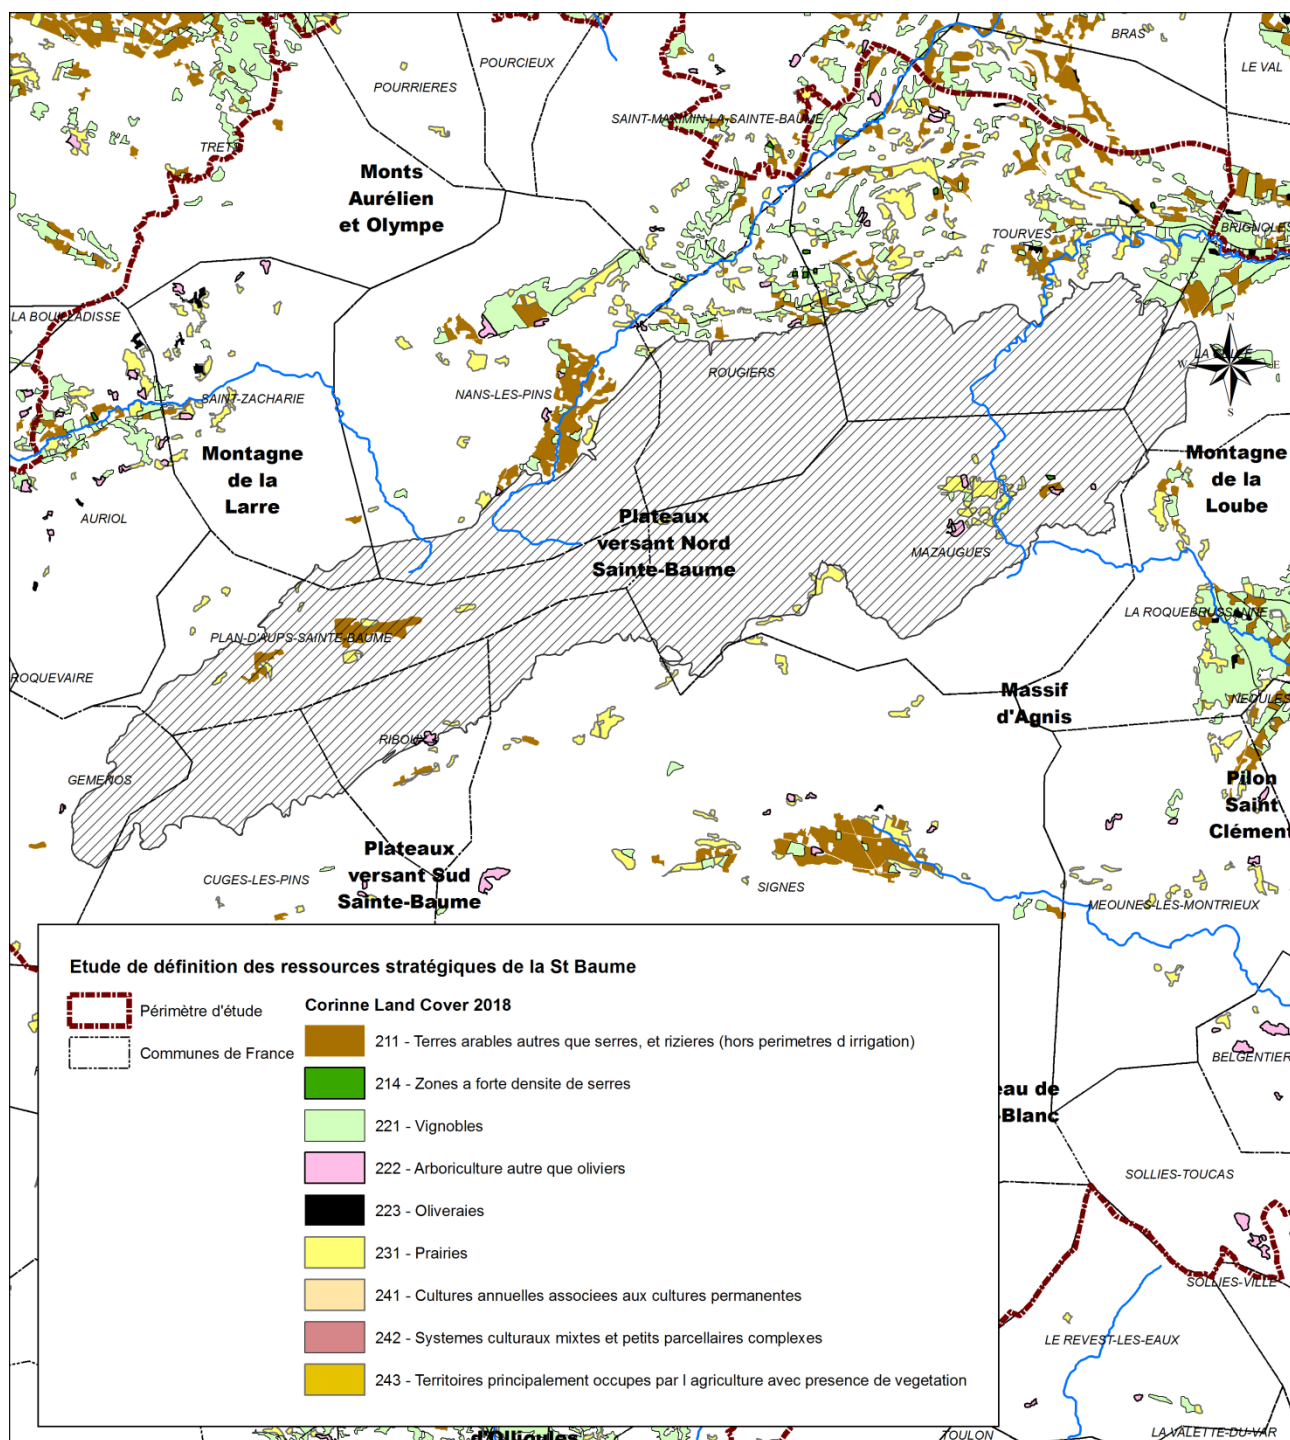 BRAS
POURCIEUX
LE VAL
POURRIERES
SAINT-MAXIMIN-LA-SAINTE-BAUME
TRETS
Monts
Aurélien
et Olympe
TOURVES
BRIGNOLES
LA BOUILLADISSE
N
LA CELLE
W
E
S
ROUGIERS
NANS-LES-PINS
SAINT-ZACHARIE
Montagne
de la
Larre
Montagne
de la
Loube
AURIOL
Plateaux
versant Nord
Sainte-Baume
MAZAUGUES
LA ROQUEBRUSSANNE
PLAN-D'AUPS-SAINTE-BAUME
ROQUEVAIRE
Massif
d'Agnis
NEOULES
RIBOUX
GEMENOS
Pilon
Saint
Clément
Plateaux
versant Sud
Sainte-Baume
CUGES-LES-PINS
SIGNES
MEOUNES-LES-MONTRIEUX
Etude de définition des ressources stratégiques de la St Baume
Périmètre d'étude
Communes de France
Corinne Land Cover 2018
211 - Terres arables autres que serres, et rizieres (hors perimetres d irrigation)
214 - Zones a forte densite de serres
221 - Vignobles
222 - Arboriculture autre que oliviers
223 - Oliveraies
231 - Prairies
241 - Cultures annuelles associees aux cultures permanentes
242 - Systemes culturaux mixtes et petits parcellaires complexes
243 - Territoires principalement occupes par l agriculture avec presence de vegetation
BELGENTIER
eau de
-Blanc
SOLLIES-TOUCAS
SOLLIES-VILLE
LE REVEST-LES-EAUX
LA VALETTE-DU-VAR
TOULON
d'Ollioules